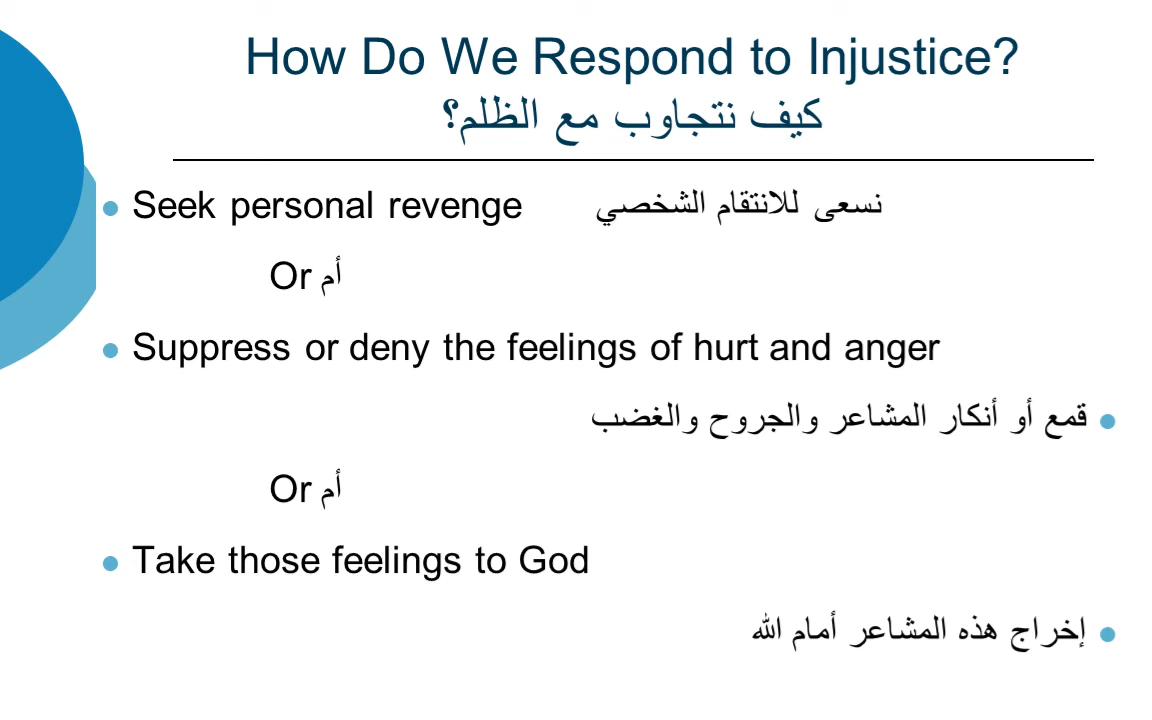 How Do We Respond to Injustice?
كيف نتجاوب مع الظلم؟
Seek personal revenge نسعى للانتقام الشخصي
Or أم
Suppress or deny the feelings of hurt and anger
قمع أو أنكار المشاعر والجروح والغضب
Or أم
Take those feelings to God
إخراج هذه المشاعر أمام الله